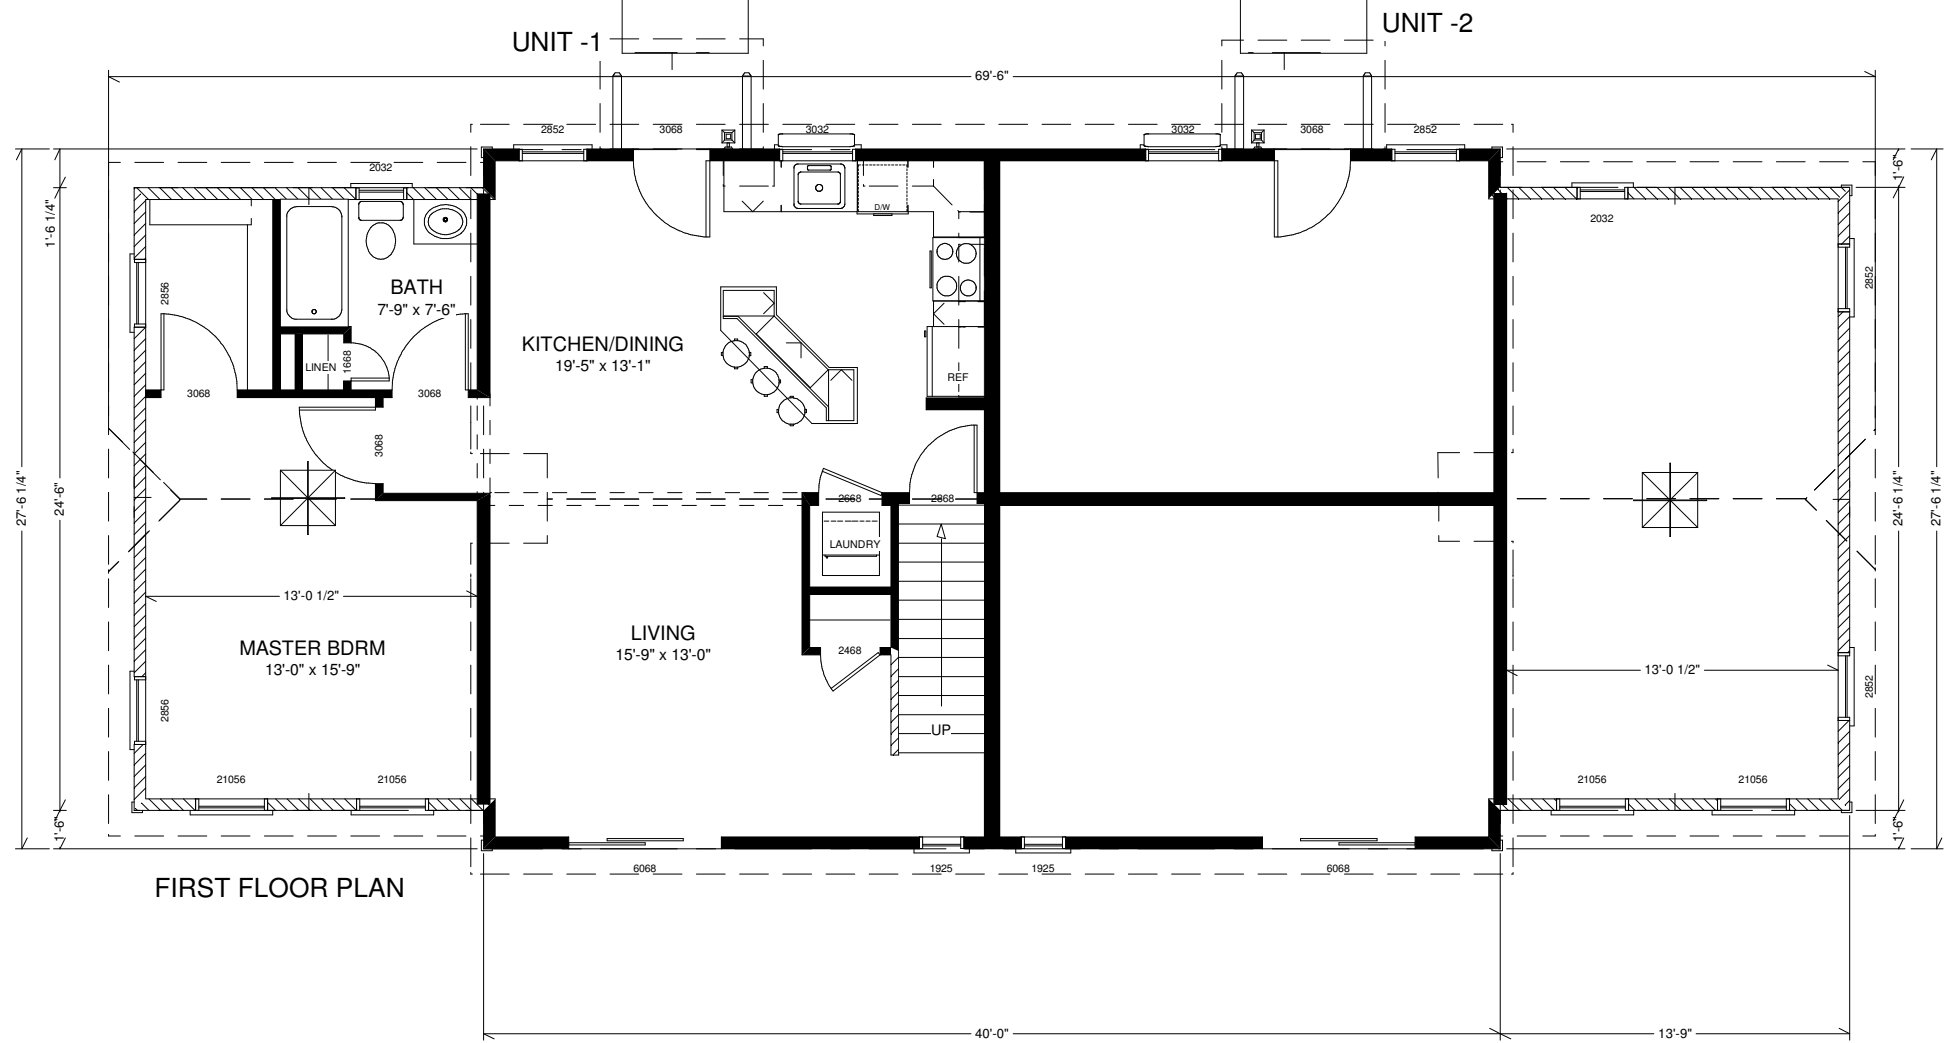 UNIT -1
UNIT -2
69'-6"
2852
3068
3032
3032
3068
2852
2032
1'-6"
1'-6 1/4"
2032
D/W
2856
BATH
7'-9" x 7'-6"
2852
KITCHEN/DINING
19'-5" x 13'-1"
LINEN
1668
REF
3068
3068
3068
27'-6 1/4"
24'-6"
2668
2868
24'-6 1/4"
27'-6 1/4"
LAUNDRY
13'-0 1/2"
MASTER BDRM
13'-0" x 15'-9"
LIVING
15'-9" x 13'-0"
2468
13'-0 1/2"
2856
2852
UP
21056
21056
21056
21056
1'-6"
1'-6"
6068
1925
1925
6068
FIRST FLOOR PLAN
40'-0"
13'-9"